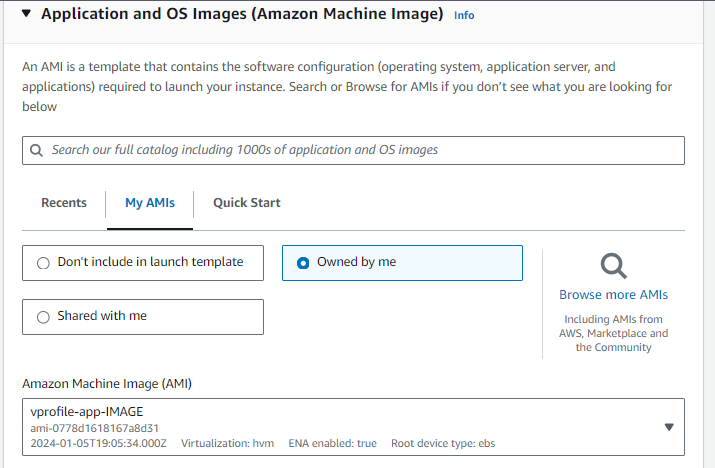 Application and OS Images (Amazon Machine Image) Info
An AMI is a template that contains the software configuration (operating system, application server, and
applications) required to launch your instance. Search or Browse for AMIs if you don't see what you are looking for
below
Search our full catalog including 1000s of application and OS images
Recents My AMIs Quick Start
Don't include in launch template
Owned by me
Shared with me
Browse more AMIs
Including AMIs from
AWS, Marketplace and
the Community
Amazon Machine Image (AMI)
vprofile-app-IMAGE
ami-0778d1618167a8d31
2024-01-05T19:05:34.000Z Virtualization: hvm ENA enabled: true Root device type: ebs